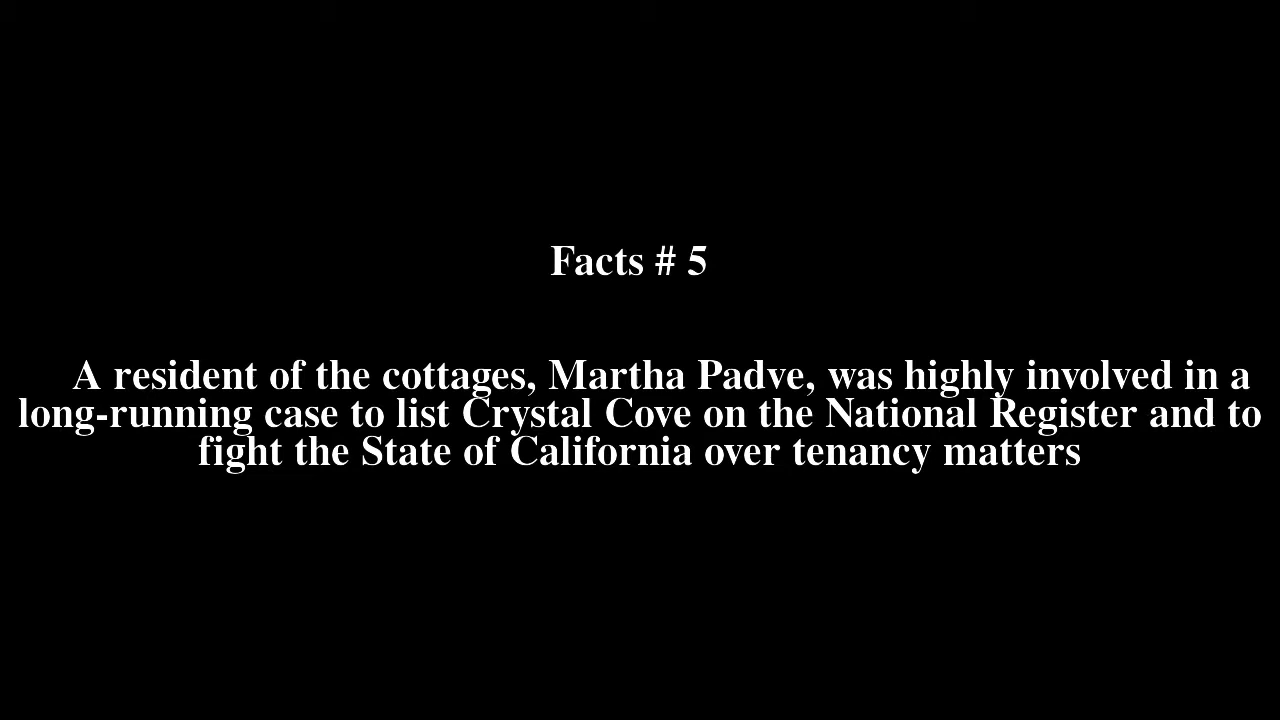 Facts # 5
A resident of the cottages, Martha Padve, was highly involved in a
long-running case to list Crystal Cove on the National Register and to
fight the State of California over tenancy matters